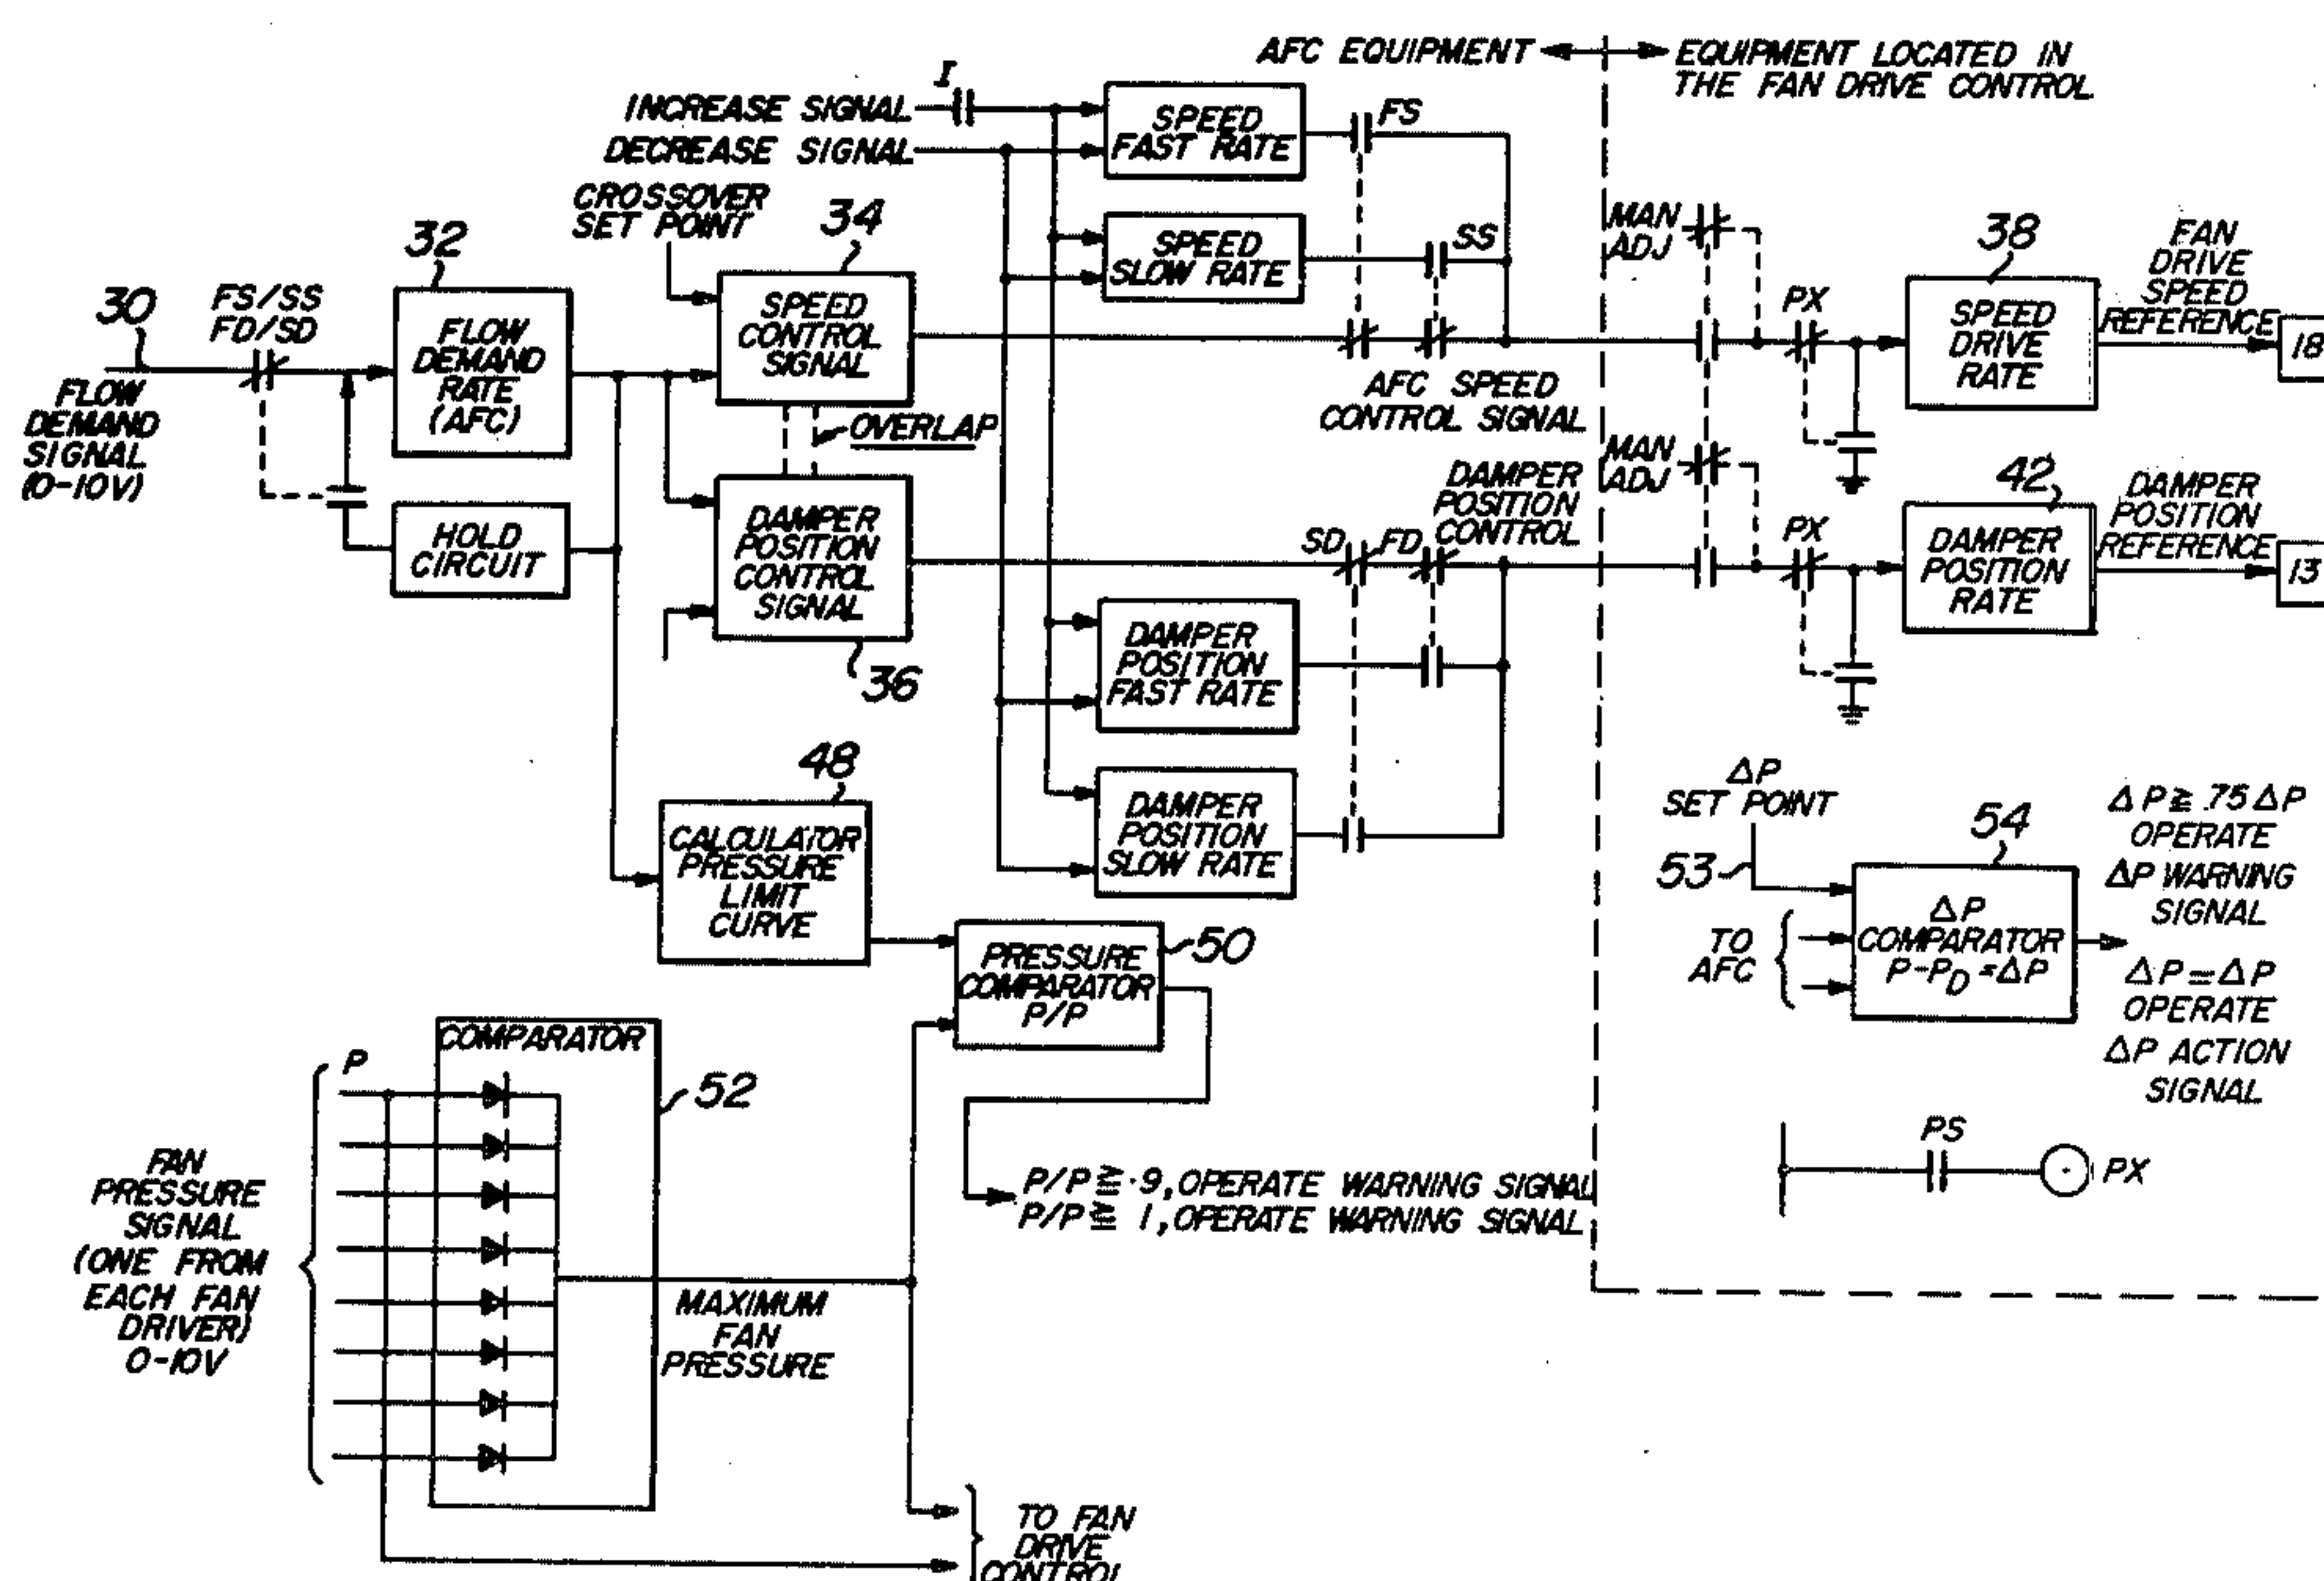 AFC EQUIPMENT
EQUIPMENT LOCATED IN
THE FAN DRIVE CONTROL
I
INCREASE SIGNAL
DECREASE SIGNAL
SPEED
FAST RATE
FS
CROSSOVER
SET POINT
34
32
30
FS/SS
FD/SD
FLOW
DEMAND
SIGNAL
(0-10V)
FLOW
DEMAND
RATE
(AFC)
HOLD
CIRCUIT
SPEED
CONTROL
SIGNAL
OVERLAP
DAMPER
POSITION
CONTROL
SIGNAL
36
SPEED
SLOW RATE
SS
AFC SPEED
CONTROL SIGNAL
MAN
ADJ
PX
38
SPEED
DRIVE
RATE
FAN
DRIVE
SPEED
REFERENCE
18
DAMPER
POSITION
CONTROL
SD
FD
MAN
ADJ
PX
42
DAMPER
POSITION
RATE
DAMPER
POSITION
REFERENCE
13
DAMPER
POSITION
FAST RATE
DAMPER
POSITION
SLOW RATE
48
CALCULATOR
PRESSURE
LIMIT
CURVE
PRESSURE
COMPARATOR
P/P
50
P/P ≧ .9, OPERATE WARNING SIGNAL
P/P ≧ 1, OPERATE WARNING SIGNAL
ΔP
SET POINT
53
54
TO
AFC
ΔP
COMPARATOR
P-PD=ΔP
ΔP ≧ .75 ΔP
OPERATE
ΔP WARNING
SIGNAL
ΔP = ΔP
OPERATE
ΔP ACTION
SIGNAL
PS
PX
P
COMPARATOR
52
FAN
PRESSURE
SIGNAL
(ONE FROM
EACH FAN
DRIVER)
0-10V
MAXIMUM
FAN
PRESSURE
TO FAN
DRIVE
CONTROL